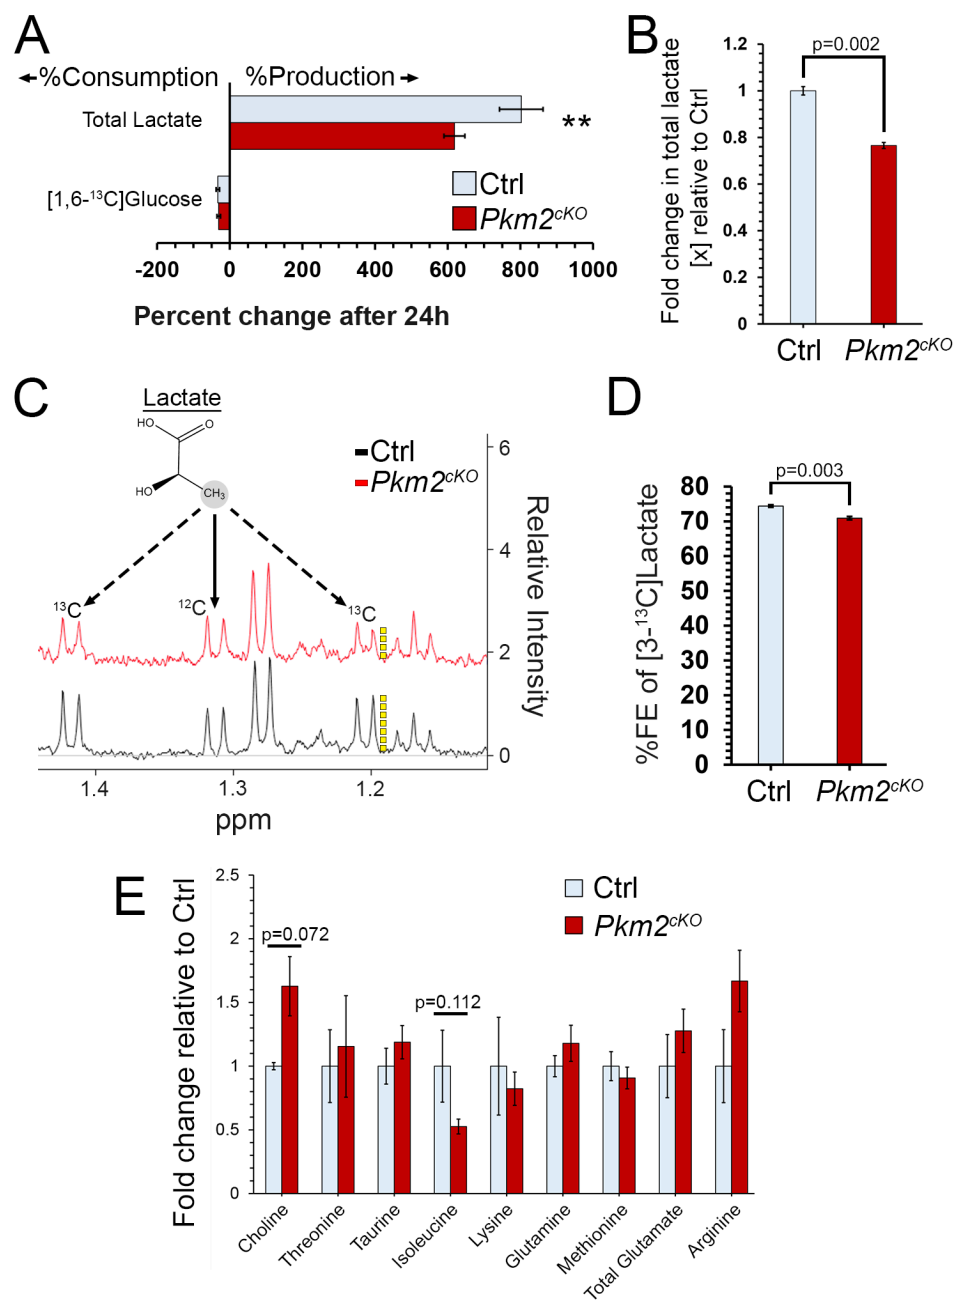 A
%Consumption
%Production
Total Lactate
**
[1,6-¹³C]Glucose
Ctrl
Pkm2ᶜᴷᴼ
-200 0 200 400 600 800 1000
Percent change after 24h
B
Fold change in total lactate
[x] relative to Ctrl
1.2
1
0.8
0.6
0.4
0.2
0
p=0.002
Ctrl Pkm2ᶜᴷᴼ
C
Lactate
HO
O
HO
CH₃
Ctrl
Pkm2ᶜᴷᴼ
¹³C
¹²C
¹³C
6
4
2
0
Relative Intensity
1.4 1.3 1.2
ppm
D
%FE of [3-¹³C]Lactate
80
70
60
50
40
30
20
10
0
p=0.003
Ctrl Pkm2ᶜᴷᴼ
E
Fold change relative to Ctrl
2.5
2
1.5
1
0.5
0
p=0.072
p=0.112
Ctrl
Pkm2ᶜᴷᴼ
Choline
Threonine
Taurine
Isoleucine
Lysine
Glutamine
Methionine
Total Glutamate
Arginine